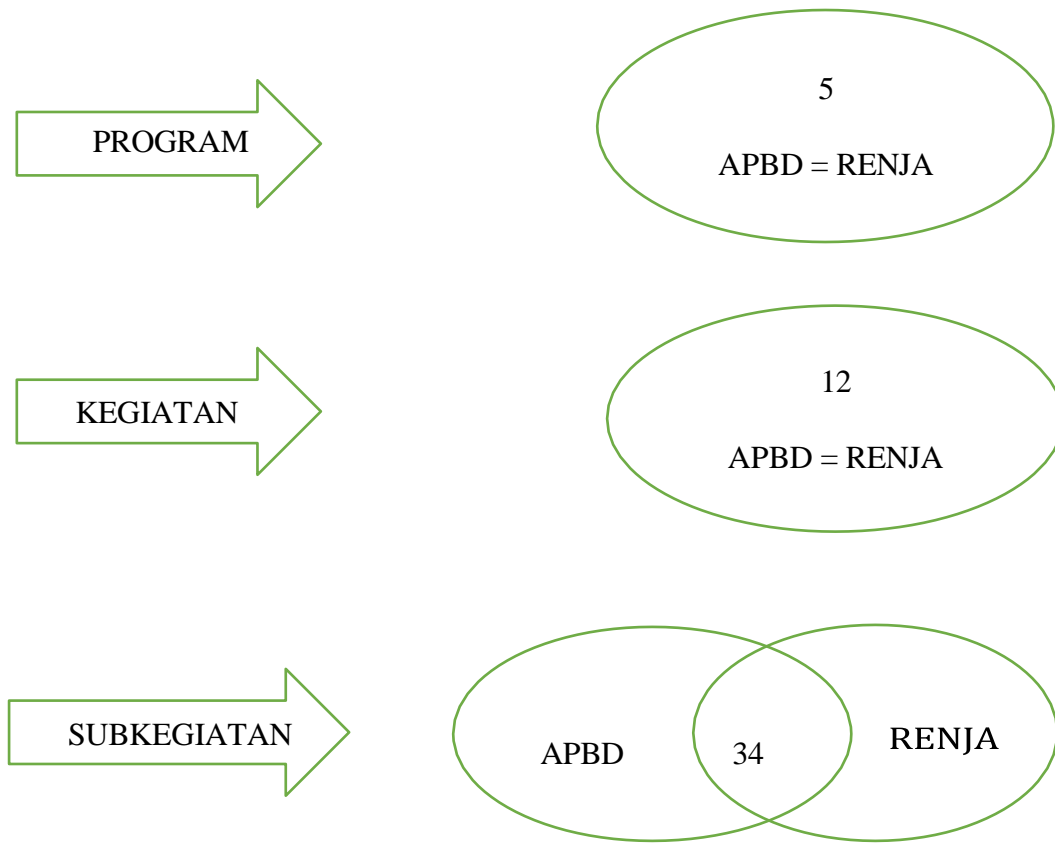 PROGRAM
5
APBD = RENJA
KEGIATAN
12
APBD = RENJA
SUBKEGIATAN
APBD 34 RENJA